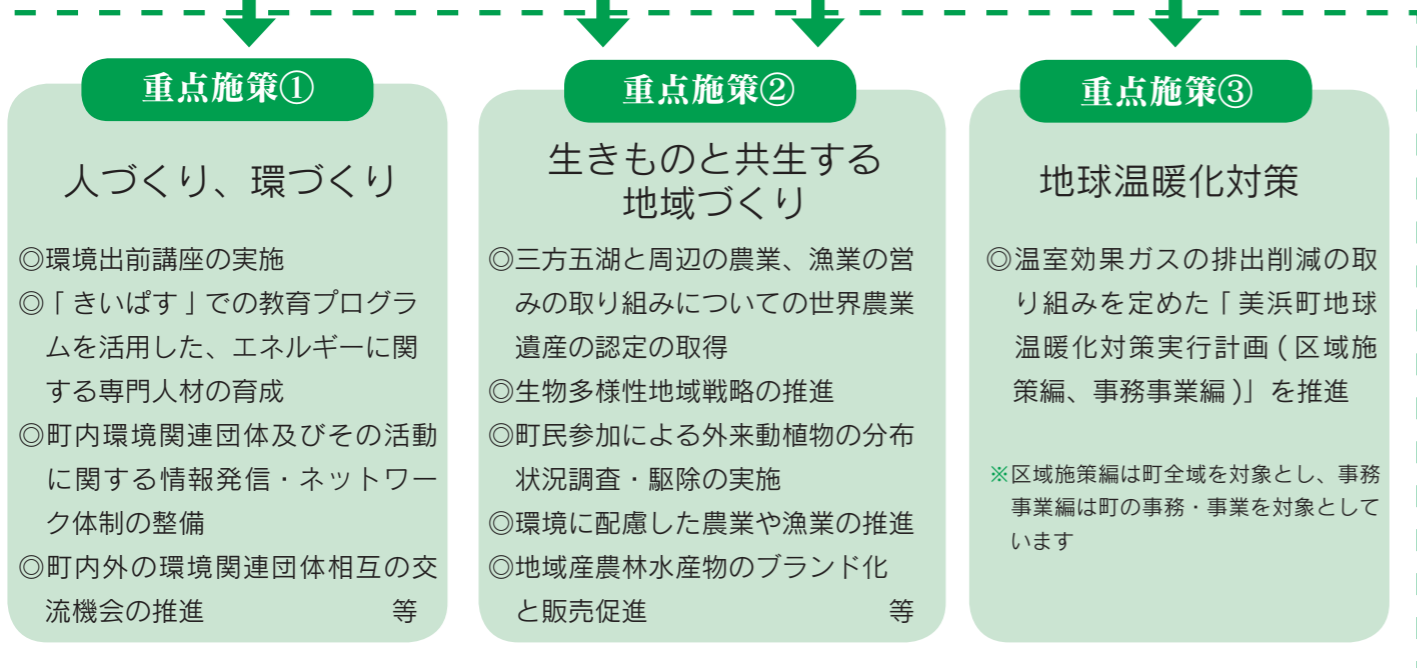 重点施策①
人づくり、環づくり
◎環境出前講座の実施
◎「きいぱす」での教育プログラ
ムを活用した、エネルギーに関
する専門人材の育成
◎町内環境関連団体及びその活動
に関する情報発信・ネットワー
ク体制の整備
◎町内外の環境関連団体相互の交
流機会の推進 等
重点施策②
生きものと共生する
地域づくり
◎三方五湖と周辺の農業、漁業の営
みの取り組みについての世界農業
遺産の認定の取得
◎生物多様性地域戦略の推進
◎町民参加による外来動植物の分布
状況調査・駆除の実施
◎環境に配慮した農業や漁業の推進
◎地域産農林水産物のブランド化
と販売促進 等
重点施策③
地球温暖化対策
◎温室効果ガスの排出削減の取
り組みを定めた「美浜町地球
温暖化対策実行計画(区域施
策編、事務事業編)」を推進
※区域施策編は町全域を対象とし、事務
事業編は町の事務・事業を対象として
います